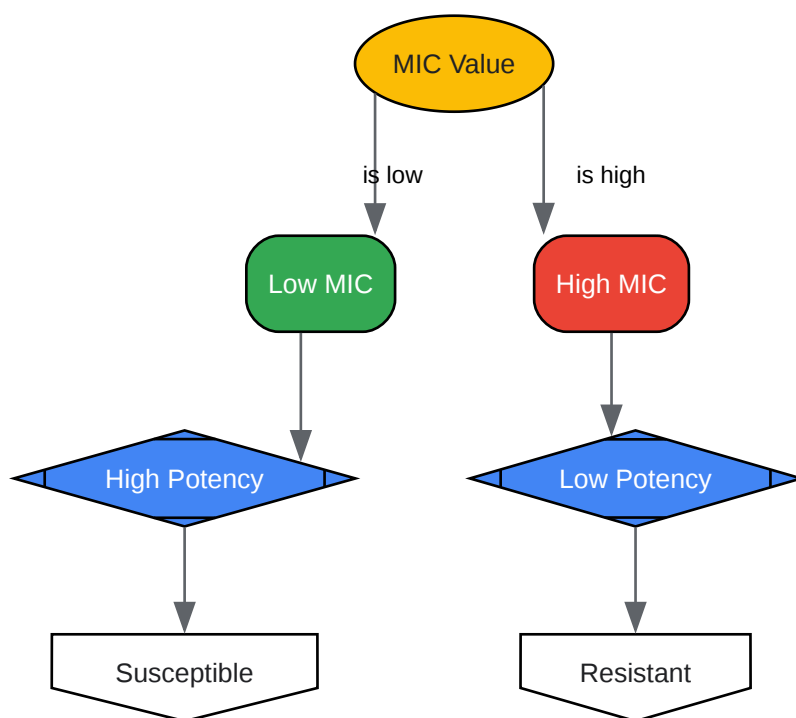 MIC Value
is low
is high
Low MIC
High MIC
High Potency
Low Potency
Susceptible
Resistant